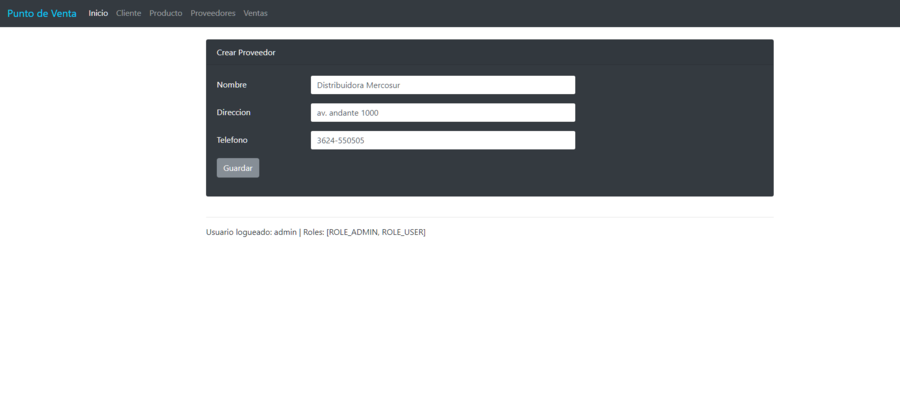 Punto de Venta Inicio Cliente Producto Proveedores Ventas
Crear Proveedor
Nombre Distribuidora Mercosur
Direccion av. andante 1000
Telefono 3624-550505
Guardar
Usuario logueado: admin | Roles: [ROLE_ADMIN, ROLE_USER]